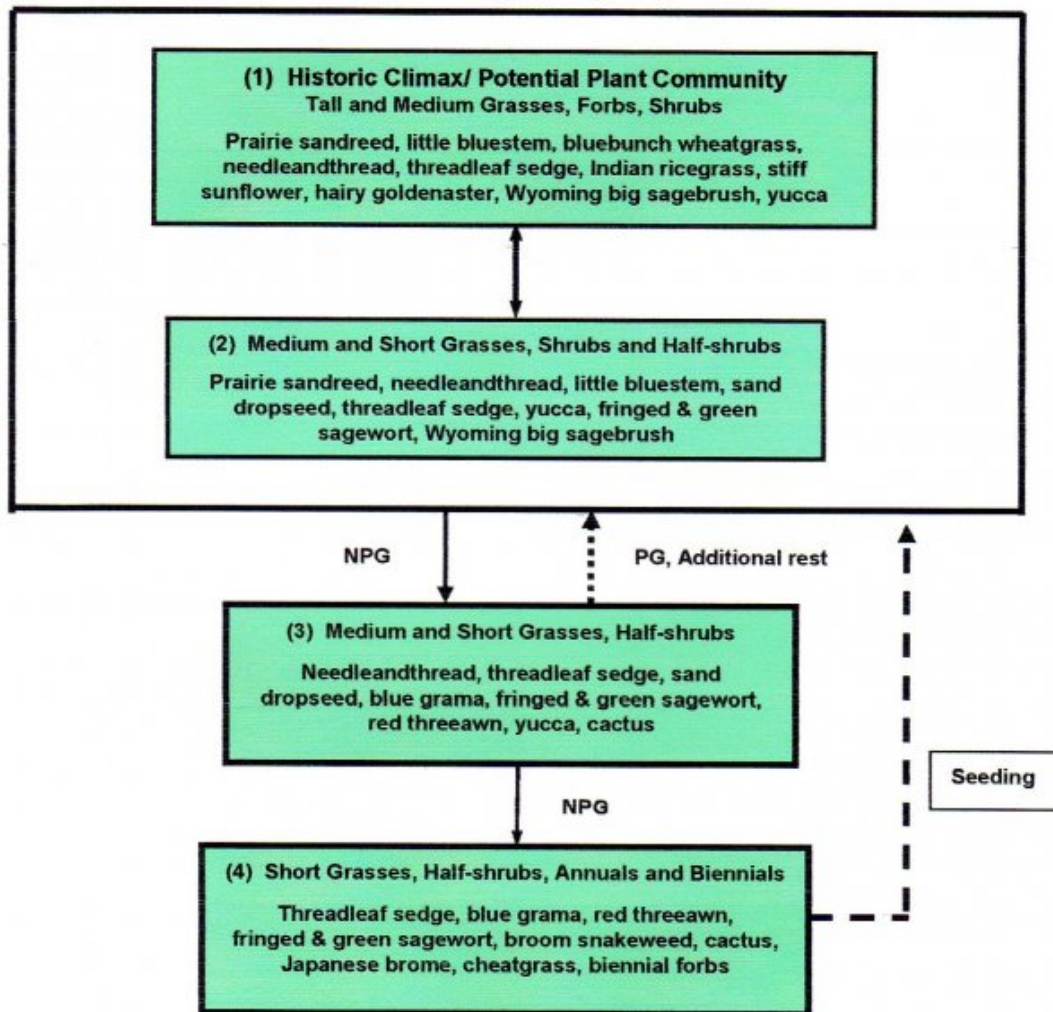 (1) Historic Climax/ Potential Plant Community
Tall and Medium Grasses, Forbs, Shrubs
Prairie sandreed, little bluestem, bluebunch wheatgrass,
needleandthread, threadleaf sedge, Indian ricegrass, stiff
sunflower, hairy goldenaster, Wyoming big sagebrush, yucca
(2) Medium and Short Grasses, Shrubs and Half-shrubs
Prairie sandreed, needleandthread, little bluestem, sand
dropseed, threadleaf sedge, yucca, fringed & green
sagewort, Wyoming big sagebrush
NPG
PG, Additional rest
(3) Medium and Short Grasses, Half-shrubs
Needleandthread, threadleaf sedge, sand
dropseed, blue grama, fringed & green sagewort,
red threeawn, yucca, cactus
Seeding
NPG
(4) Short Grasses, Half-shrubs, Annuals and Biennials
Threadleaf sedge, blue grama, red threeawn,
fringed & green sagewort, broom snakeweed, cactus,
Japanese brome, cheatgrass, biennial forbs